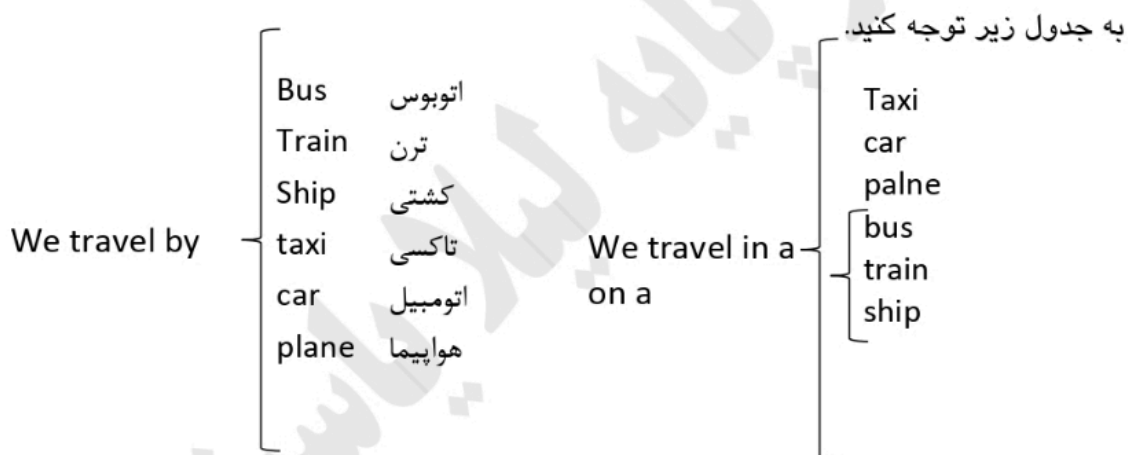 به جدول زیر توجه کنید.
We travel by
Bus اتوبوس
Train ترن
Ship کشتی
taxi تاکسی
car اتومبیل
plane هواپیما
We travel in a
on a
Taxi
car
palne
bus
train
ship